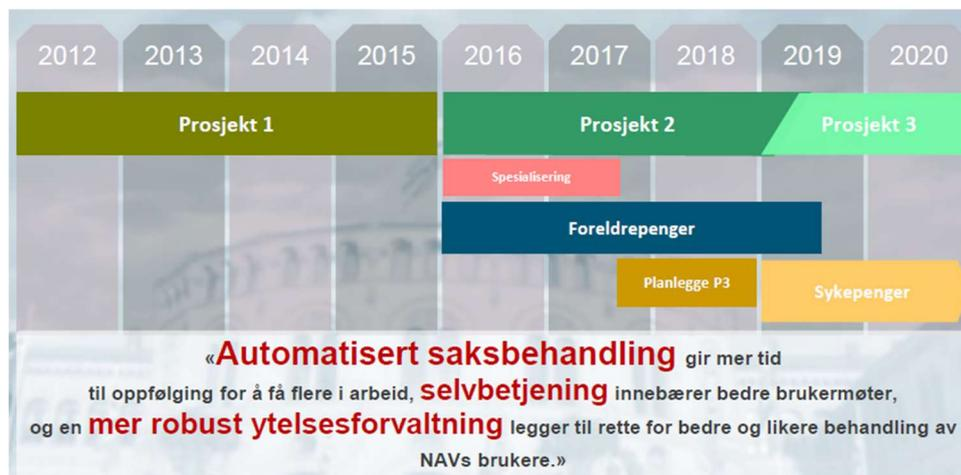 2012 2013 2014 2015 2016 2017 2018 2019 2020
Prosjekt 1 Prosjekt 2 Prosjekt 3
Spesialisering
Foreldrepenger
Planlegge P3
Sykepenger
«Automatisert saksbehandling gir mer tid
til oppfølging for å få flere i arbeid, selvbetjening innebærer bedre brukermøter,
og en mer robust ytelsesforvaltning legger til rette for bedre og likere behandling av
NAVs brukere.»